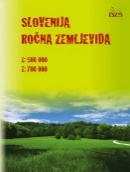 SLOVENIJA
ROČNA ZEMLJEVIDA
1: 500 000
1: 700 000